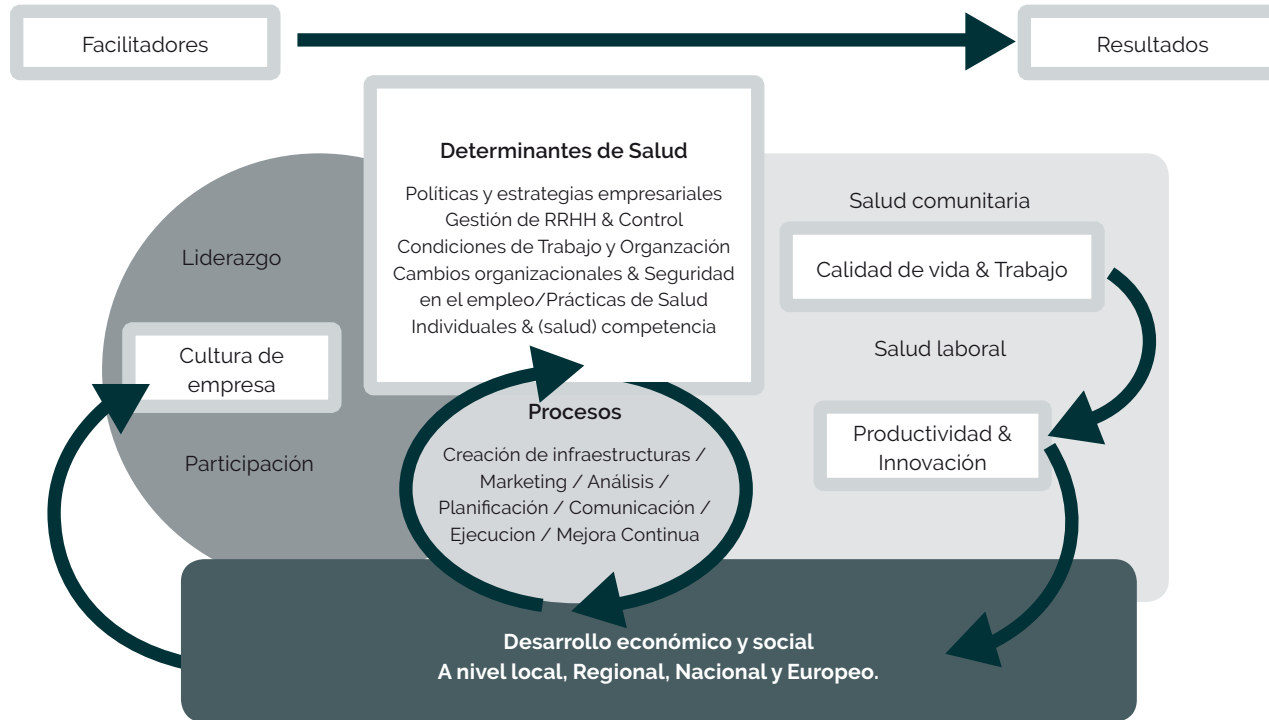 Facilitadores
Resultados
Determinantes de Salud
Políticas y estrategias empresariales
Gestión de RRHH & Control
Condiciones de Trabajo y Organzación
Cambios organizacionales & Seguridad
en el empleo/Prácticas de Salud
Individuales & (salud) competencia
Liderazgo
Cultura de
empresa
Participación
Procesos
Creación de infraestructuras /
Marketing / Análisis /
Planificación / Comunicación /
Ejecucion / Mejora Continua
Salud comunitaria
Calidad de vida & Trabajo
Salud laboral
Productividad &
Innovación
Desarrollo económico y social
A nivel local, Regional, Nacional y Europeo.